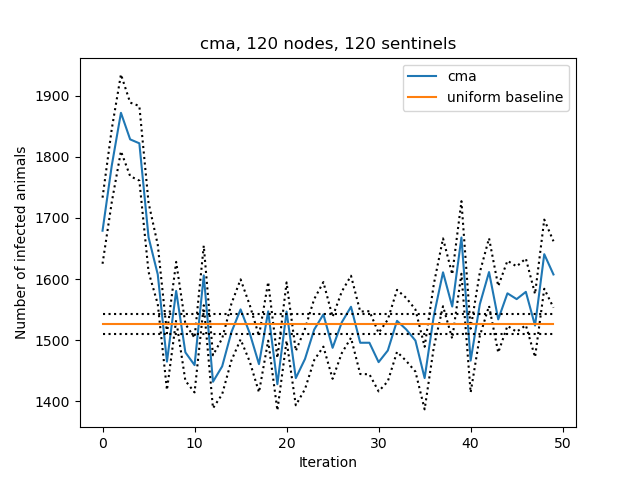 cma, 120 nodes, 120 sentinels
cma
uniform baseline
Number of infected animals
1900
1800
1700
1600
1500
1400
0 10 20 30 40 50
Iteration